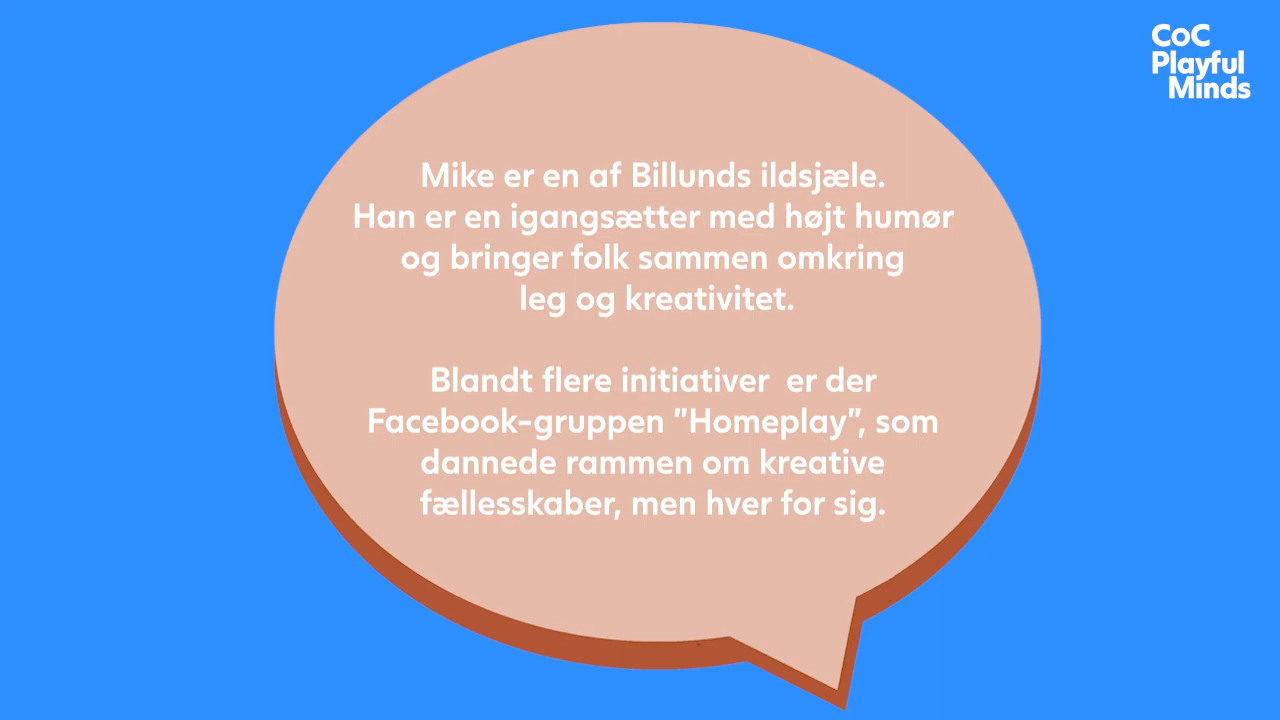 CoC
Playful
Minds
Mike er en af Billunds ildsjæle.
Han er en igangsætter med højt humør
og bringer folk sammen omkring
leg og kreativitet.
Blandt flere initiativer  er der
Facebook-gruppen "Homeplay", som
dannede rammen om kreative
fællesskaber, men hver for sig.